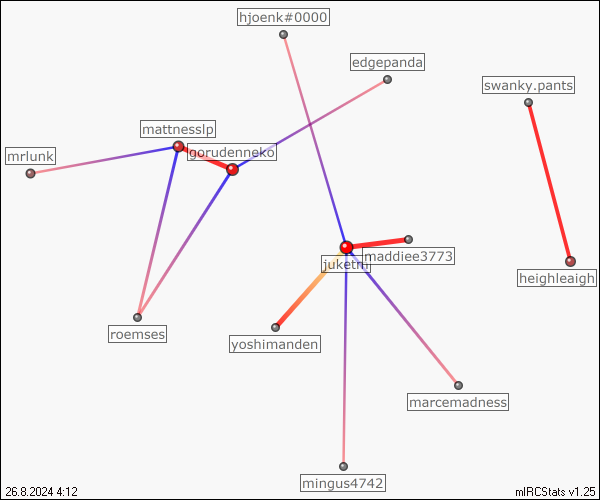 hjoenk#0000
edgepanda
swanky.pants
mattnesslp
gorudenneko
mrlunk
maddiee3773
heighleaigh
roemses
yoshimanden
marcemadness
mingus4742
26.8.2024 4:12
mIRCStats v1.25